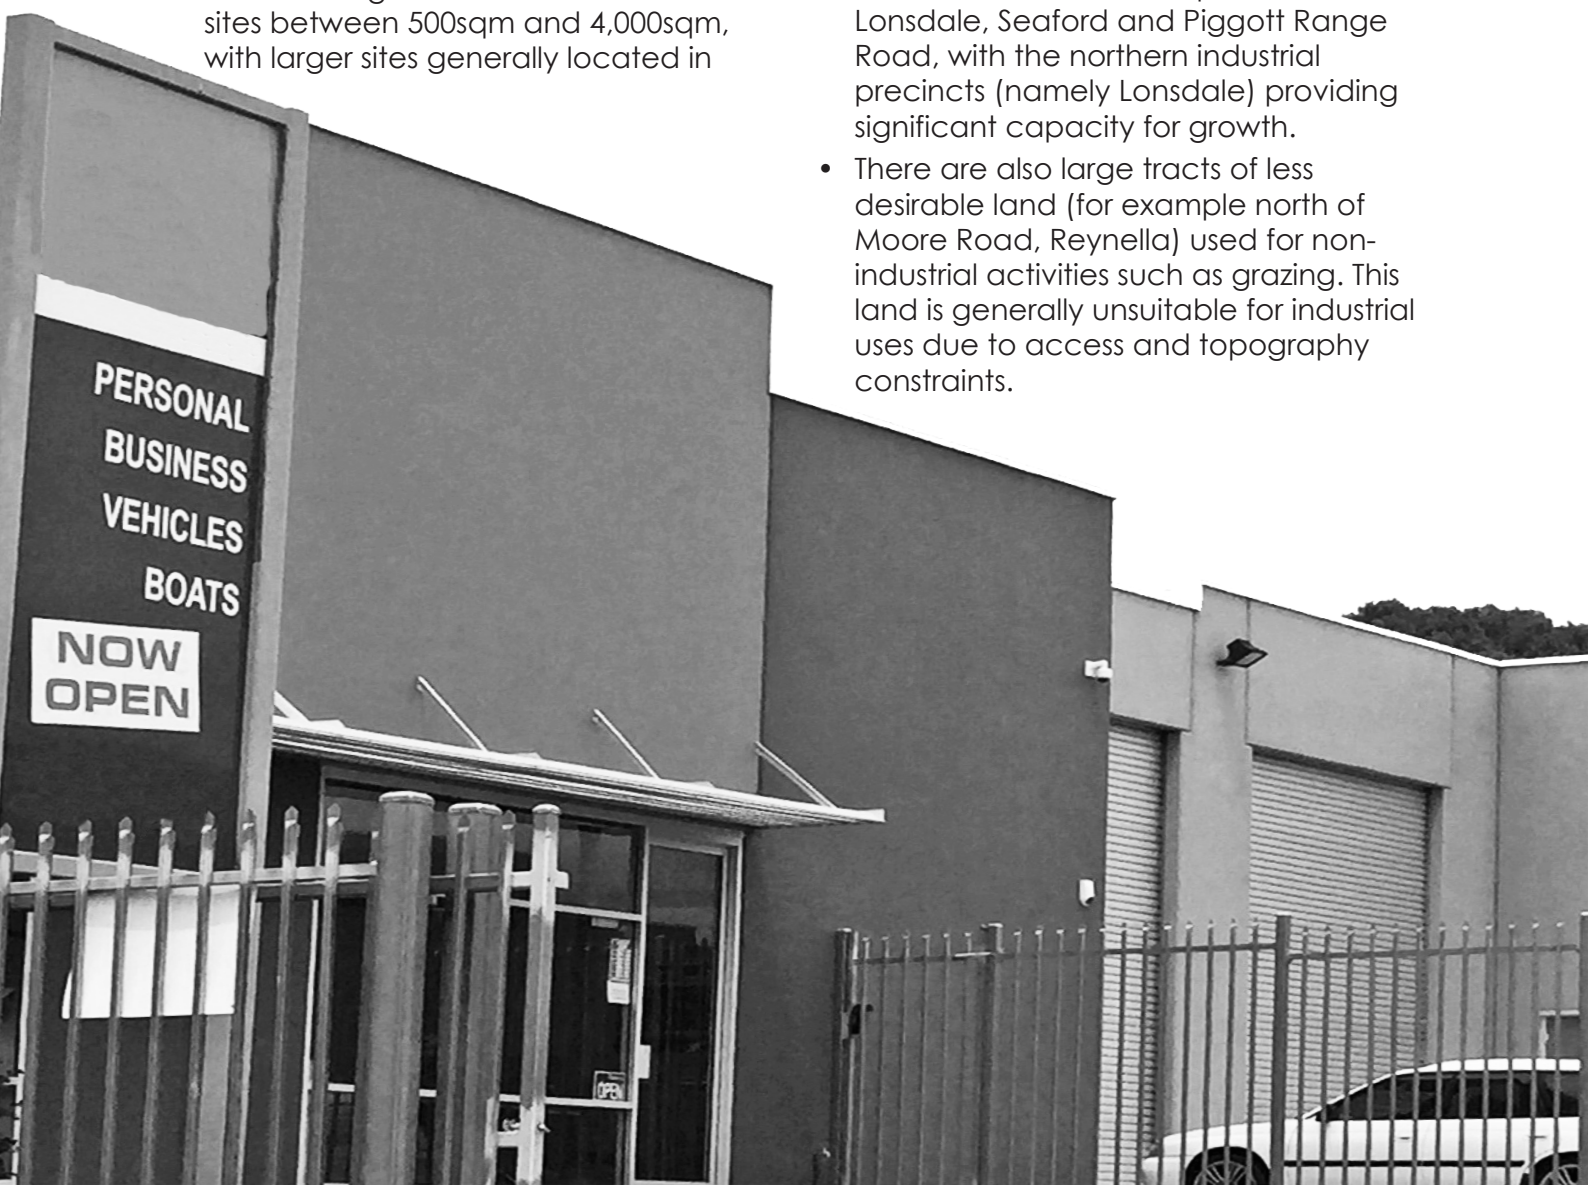 sites between 500sqm and 4,000sqm,
with larger sites generally located in
Lonsdale, Seaford and Piggott Range
Road, with the northern industrial
precincts (namely Lonsdale) providing
significant capacity for growth.
• There are also large tracts of less
desirable land (for example north of
Moore Road, Reynella) used for non-
industrial activities such as grazing. This
land is generally unsuitable for industrial
uses due to access and topography
constraints.
PERSONAL
BUSINESS
VEHICLES
BOATS
NOW
OPEN
OPEN